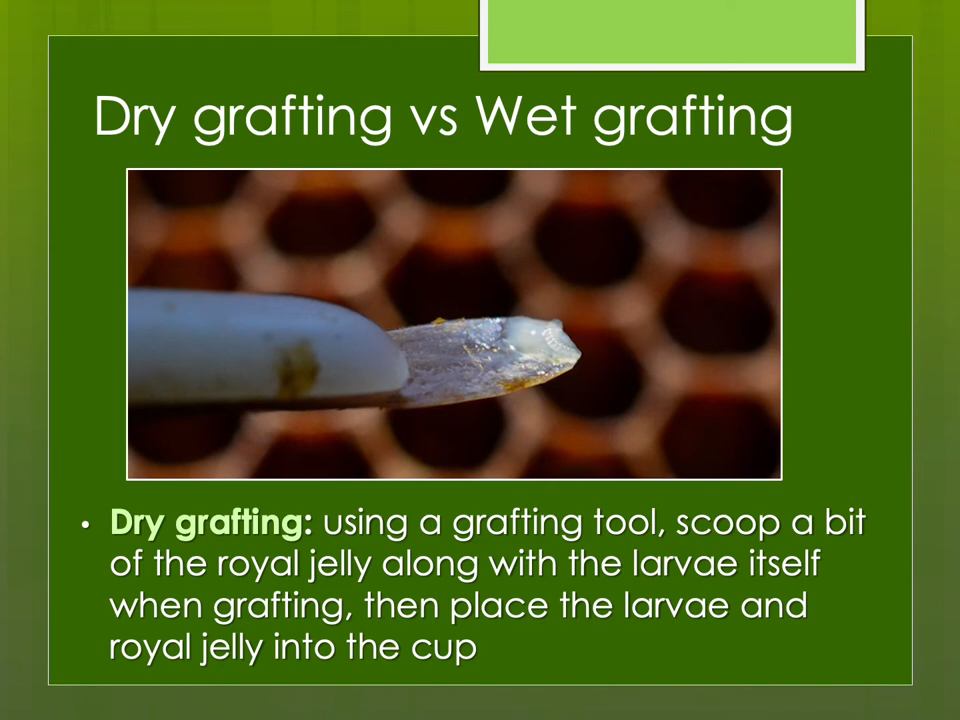 Dry grafting vs Wet grafting
• Dry grafting: using a grafting tool, scoop a bit
of the royal jelly along with the larvae itself
when grafting, then place the larvae and
royal jelly into the cup